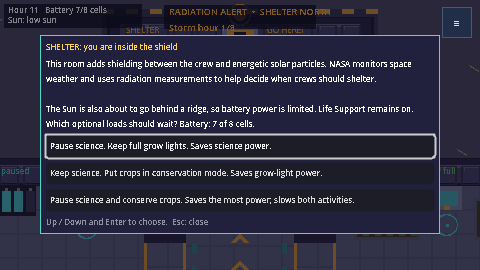 Hour 11 Battery 7/8 cells
Sun: low sun
RADIATION ALERT • SHELTER NORTH
Storm hour 1/8
SHELTER
GO HERE!
SHELTER: you are inside the shield
This room adds shielding between the crew and energetic solar particles. NASA monitors space
weather and uses radiation measurements to help decide when crews should shelter.
The Sun is also about to go behind a ridge, so battery power is limited. Life Support remains on.
Which optional loads should wait? Battery: 7 of 8 cells.
Pause science. Keep full grow lights. Saves science power.
Keep science. Put crops in conservation mode. Saves grow-light power.
Pause science and conserve crops. Saves the most power; slows both activities.
Up / Down and Enter to choose. Esc: close
paused
full